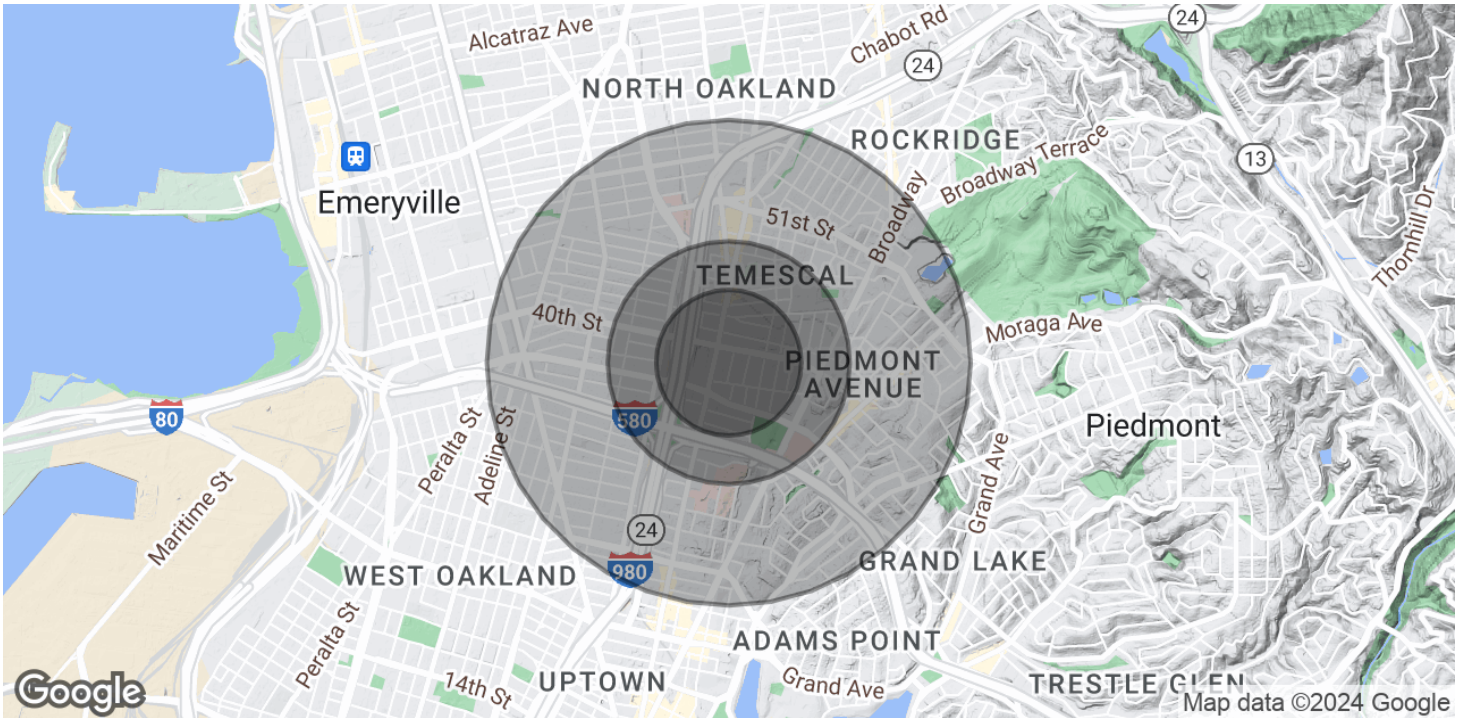 24
Alcatraz Ave
Chabot Rd
24
NORTH OAKLAND
ROCKRIDGE
Broadway Terrace
13
Emeryville
51st St
Broadway
Thornhill Dr
TEMESCAL
40th St
Moraga Ave
PIEDMONT
AVENUE
80
580
Piedmont
Peralta St
Adeline St
Grand Ave
Maritime St
24
980
WEST OAKLAND
GRAND LAKE
Peralta St
ADAMS POINT
14th St
UPTOWN
Grand Ave
TRESTLE GLEN
Google
Map data ©2024 Google